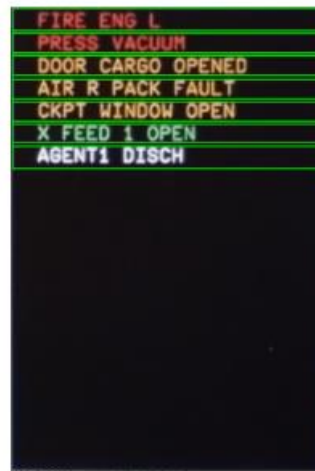 FIRE ENG L
PRESS VACUUM
DOOR CARGO OPENED
AIR R PACK FAULT
CKPT WINDOW OPEN
X FEED 1 OPEN
AGENT1 DISCH